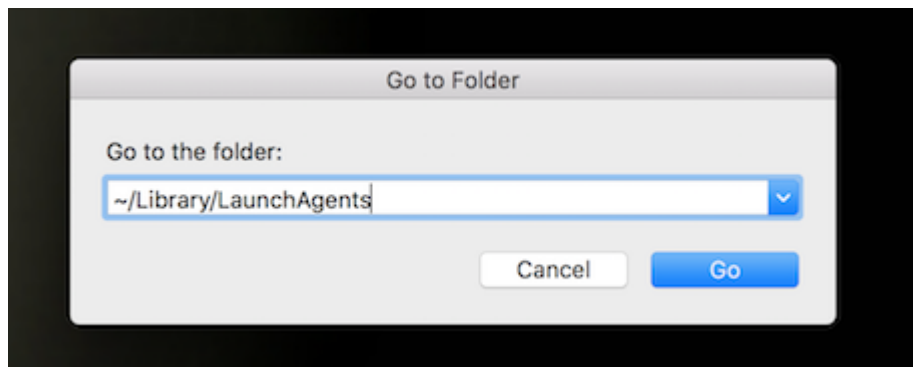 Go to Folder
Go to the folder:
~/Library/LaunchAgents
Cancel Go